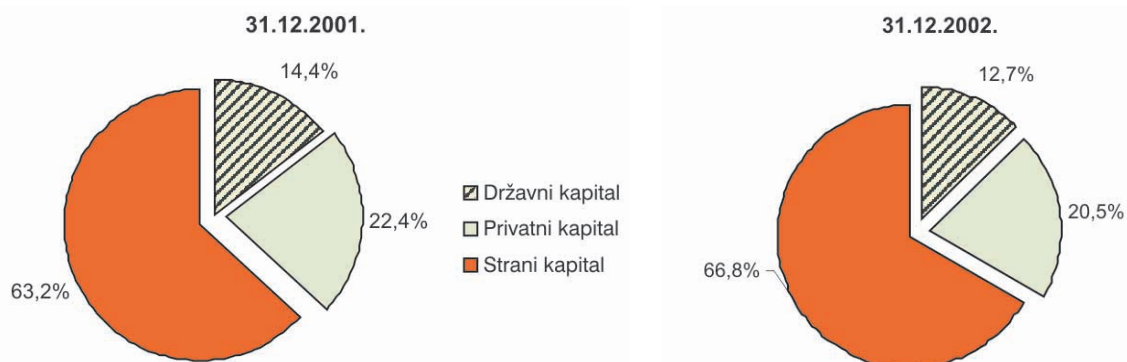 31.12.2001.
14,4%
22,4%
63,2%
Državni kapital
Privatni kapital
Strani kapital
31.12.2002.
12,7%
20,5%
66,8%